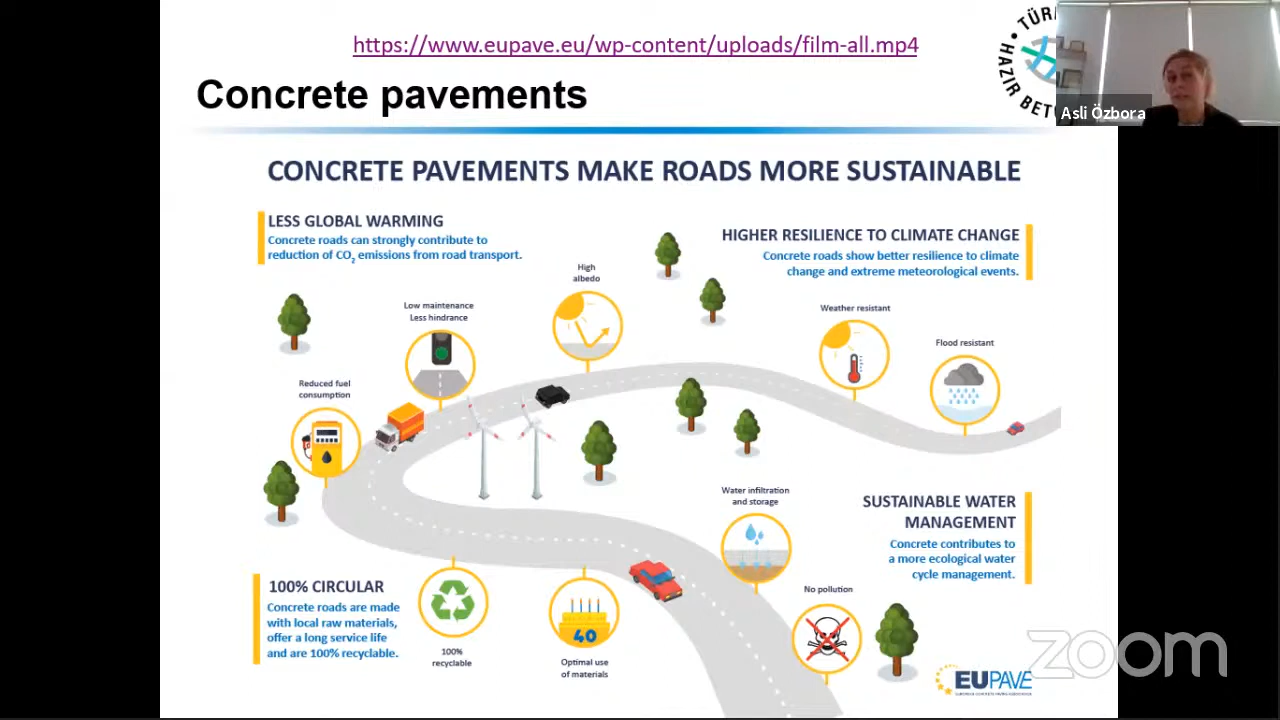 https://www.eupave.eu/wp-content/uploads/film-all.mp4
Concrete pavements
HAZIR
Asli Özbora
CONCRETE PAVEMENTS MAKE ROADS MORE SUSTAINABLE
LESS GLOBAL WARMING
Concrete roads can strongly contribute to
reduction of CO2 emissions from road transport.
HIGHER RESILIENCE TO CLIMATE CHANGE
Concrete roads show better resilience to climate
change and extreme meteorological events.
High
albedo
Low maintenance
Less hindrance
Weather resistant
Flood resistant
Reduced fuel
consumption
Water infiltration
and storage
SUSTAINABLE WATER
MANAGEMENT
Concrete contributes to
a more ecological water
cycle management.
100% CIRCULAR
Concrete roads are made
with local raw materials,
offer a long service life
and are 100% recyclable.
100%
recyclable
40
Optimal use
of materials
No pollution
EUPAVE
zoom